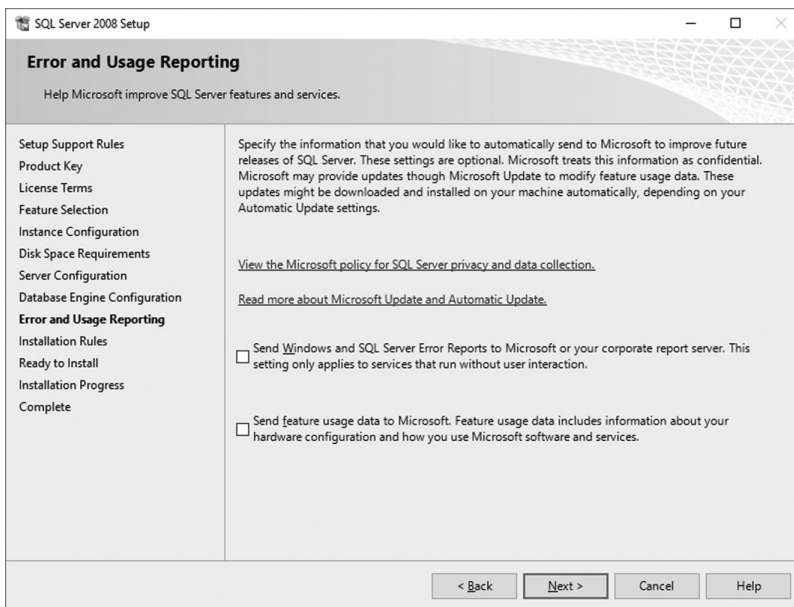 SQL Server 2008 Setup
Error and Usage Reporting
Help Microsoft improve SQL Server features and services.
Setup Support Rules
Product Key
License Terms
Feature Selection
Instance Configuration
Disk Space Requirements
Server Configuration
Database Engine Configuration
Error and Usage Reporting
Installation Rules
Ready to Install
Installation Progress
Complete
Specify the information that you would like to automatically send to Microsoft to improve future
releases of SQL Server. These settings are optional. Microsoft treats this information as confidential.
Microsoft may provide updates though Microsoft Update to modify feature usage data. These
updates might be downloaded and installed on your machine automatically, depending on your
Automatic Update settings.
View the Microsoft policy for SQL Server privacy and data collection.
Read more about Microsoft Update and Automatic Update.
Send Windows and SQL Server Error Reports to Microsoft or your corporate report server. This
setting only applies to services that run without user interaction.
Send feature usage data to Microsoft. Feature usage data includes information about your
hardware configuration and how you use Microsoft software and services.
< Back
Next >
Cancel
Help